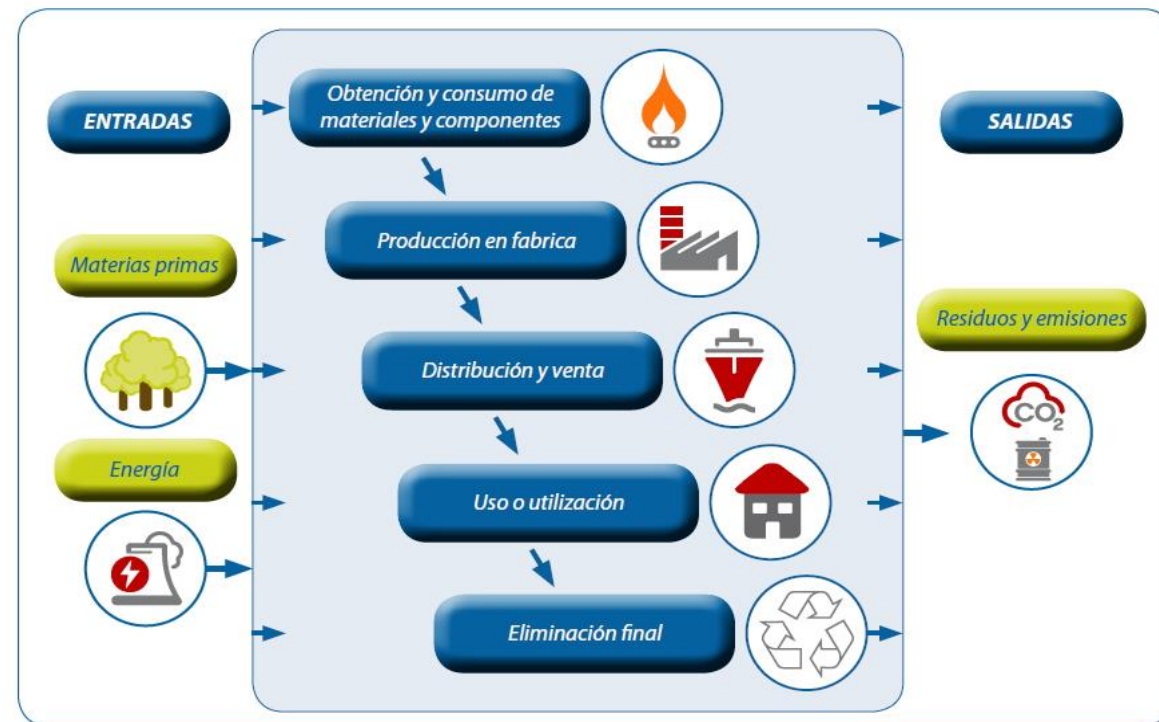 ENTRADAS
Obtención y consumo de
materiales y componentes
SALIDAS
Materias primas
Producción en fabrica
Residuos y emisiones
Distribución y venta
CO2
Energía
Uso o utilización
Eliminación final